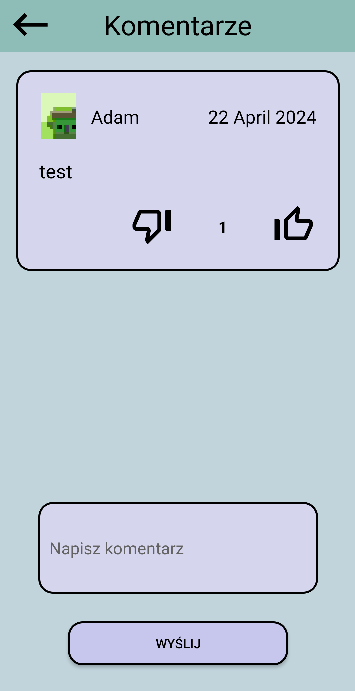 Komentarze
Adam 22 April 2024
test
1
Napisz komentarz
WYŚLIJ